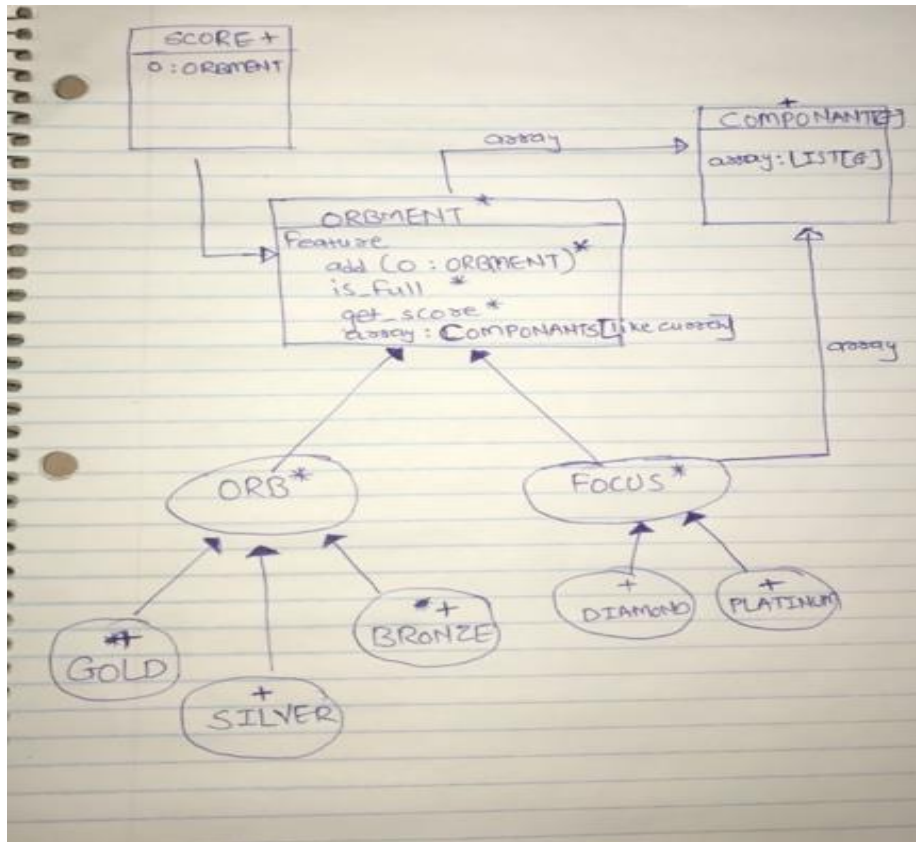 SCORE +
O : ORBMENT
+
COMPONANT[G]
array : LIST[G]
array
ORBMENT *
feature
add (O : ORBMENT)*
is_full *
get_score *
array : COMPONANTS[like curren]
array
ORB*
FOCUS*
+
DIAMOND
+
PLATINUM
*+
BRONZE
*+
GOLD
+
SILVER